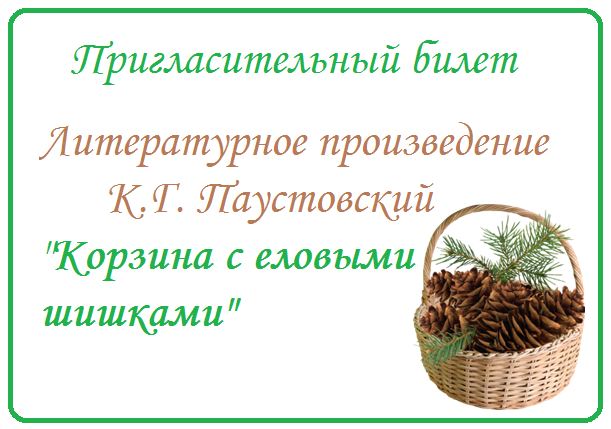 Пригласительный билет
Литературное произведение
К.Г. Паустовский
"Корзина с еловыми
шишками"